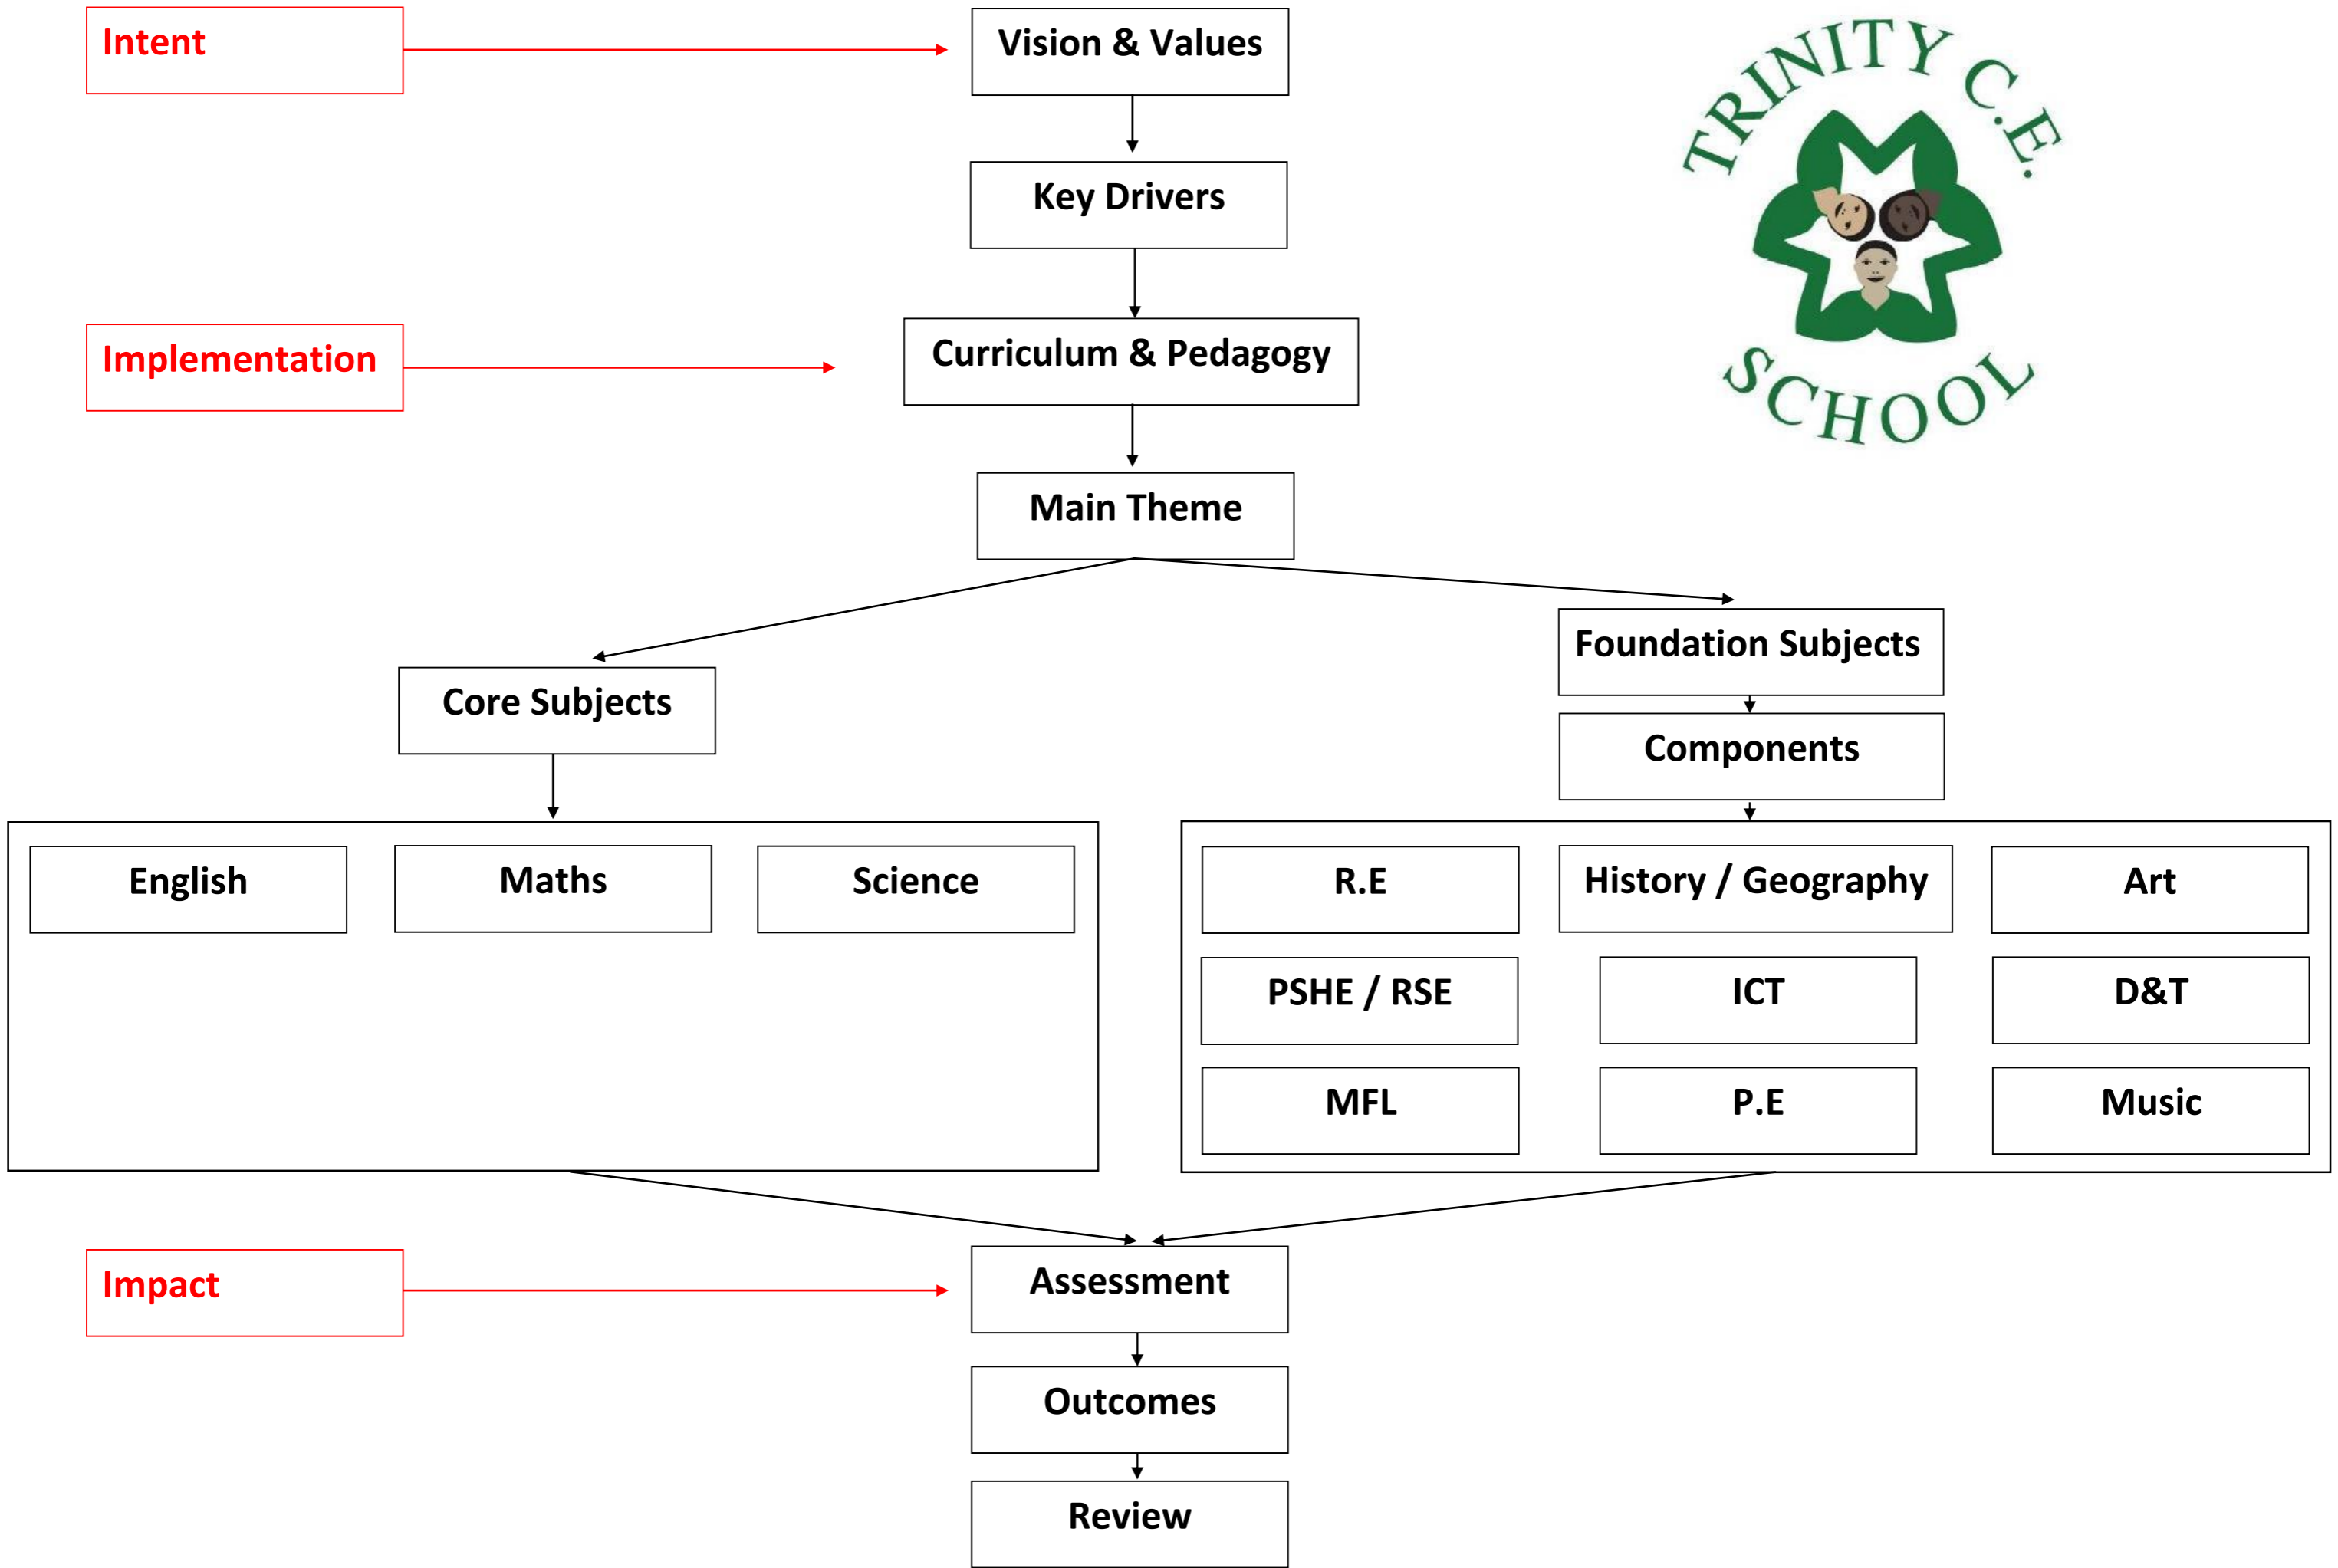 Intent
Vision & Values
TRINITY C.E.
SCHOOL
Key Drivers
Implementation
Curriculum & Pedagogy
Main Theme
Foundation Subjects
Core Subjects
Components
English
Maths
Science
R.E
History / Geography
Art
PSHE / RSE
ICT
D&T
MFL
P.E
Music
Impact
Assessment
Outcomes
Review